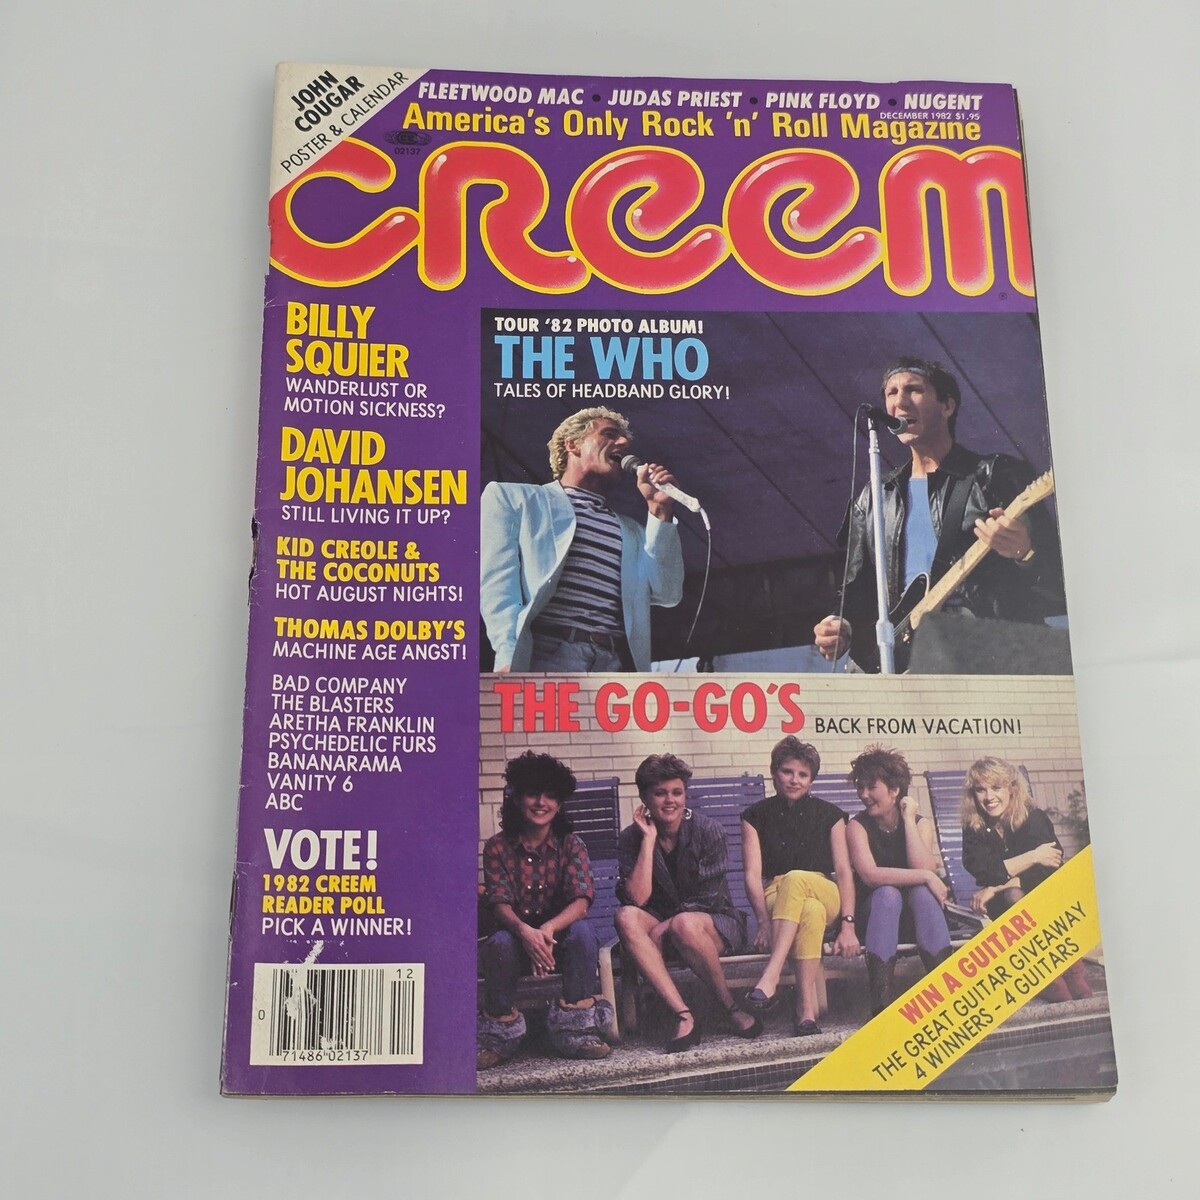 JOHN
COUGAR
POSTER & CALENDAR
FLEETWOOD MAC • JUDAS PRIEST • PINK FLOYD • NUGENT
DECEMBER 1982 $1.95
America's Only Rock 'n' Roll Magazine
02137
CREEM
®
BILLY
SQUIER
WANDERLUST OR
MOTION SICKNESS?
DAVID
JOHANSEN
STILL LIVING IT UP?
KID CREOLE &
THE COCONUTS
HOT AUGUST NIGHTS!
THOMAS DOLBY'S
MACHINE AGE ANGST!
BAD COMPANY
THE BLASTERS
ARETHA FRANKLIN
PSYCHEDELIC FURS
BANANARAMA
VANITY 6
ABC
VOTE!
1982 CREEM
READER POLL
PICK A WINNER!
12
0
71486 02137
TOUR '82 PHOTO ALBUM!
THE WHO
TALES OF HEADBAND GLORY!
THE GO-GO'S BACK FROM VACATION!
WIN A GUITAR!
THE GREAT GUITAR GIVEAWAY
4 WINNERS - 4 GUITARS